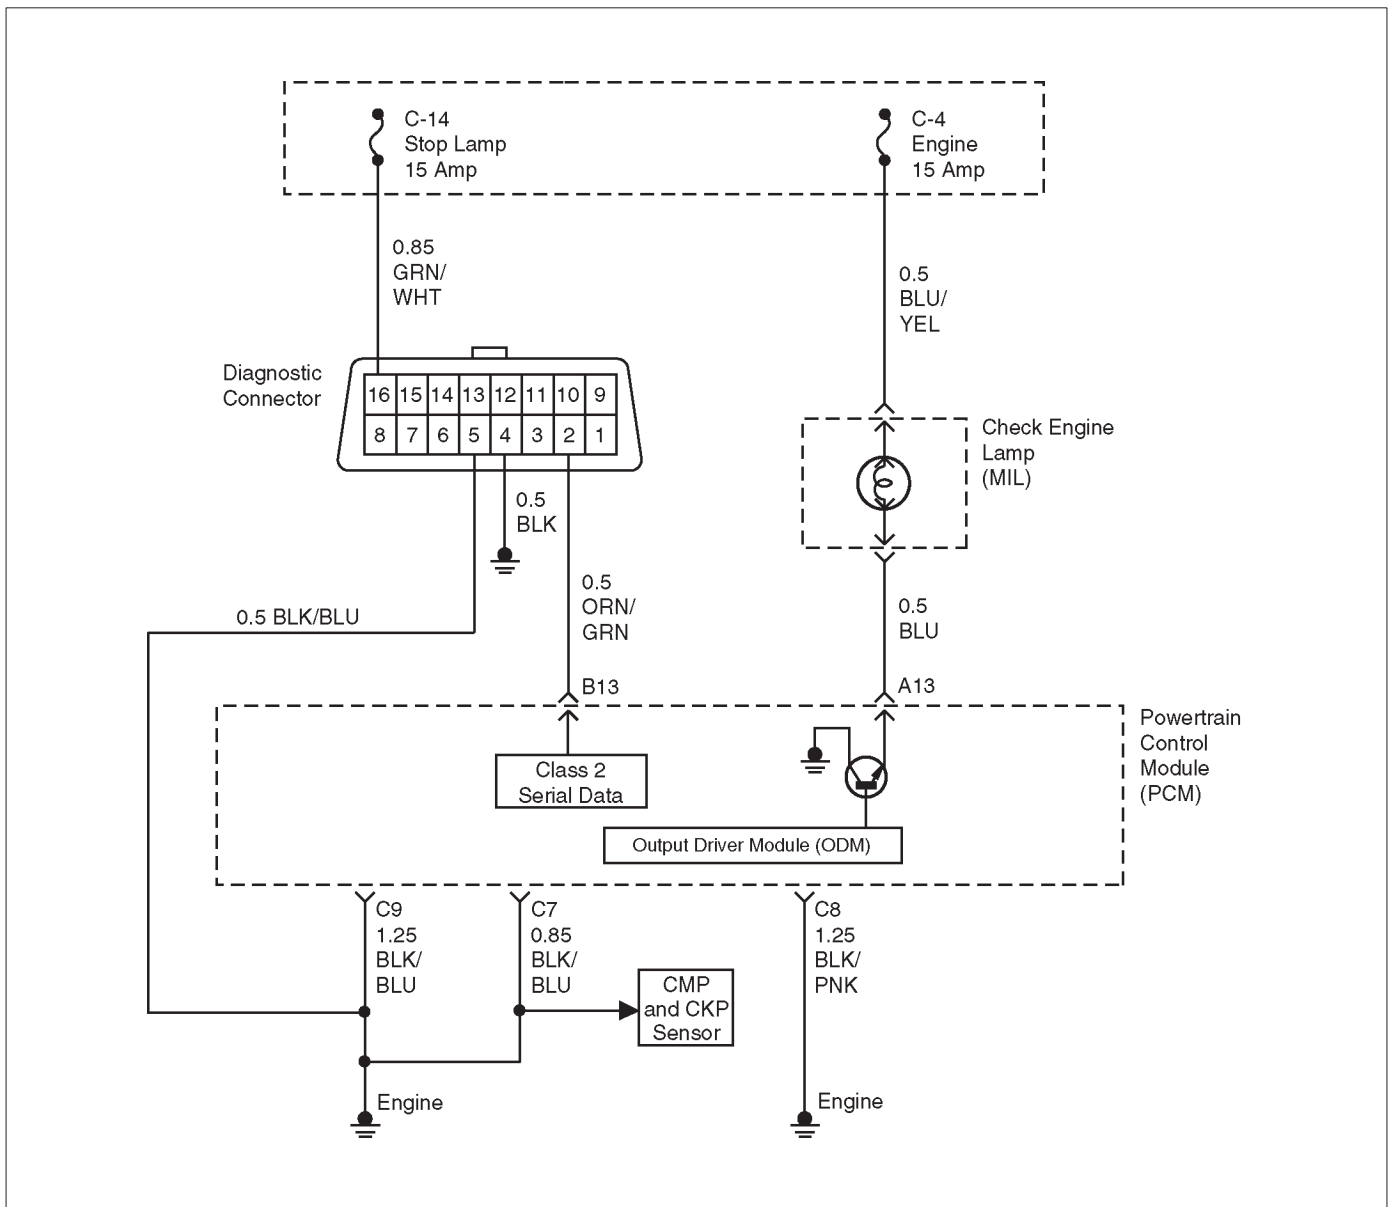 C-14
Stop Lamp
15 Amp
C-4
Engine
15 Amp
0.85
GRN/
WHT
0.5
BLU/
YEL
Diagnostic
Connector
16 15 14 13 12 11 10 9
8 7 6 5 4 3 2 1
Check Engine
Lamp
(MIL)
0.5
BLK
0.5
ORN/
GRN
0.5 BLK/BLU
0.5
BLU
B13
A13
Powertrain
Control
Module
(PCM)
Class 2
Serial Data
Output Driver Module (ODM)
C9
1.25
BLK/
BLU
C7
0.85
BLK/
BLU
C8
1.25
BLK/
PNK
CMP
and CKP
Sensor
Engine
Engine